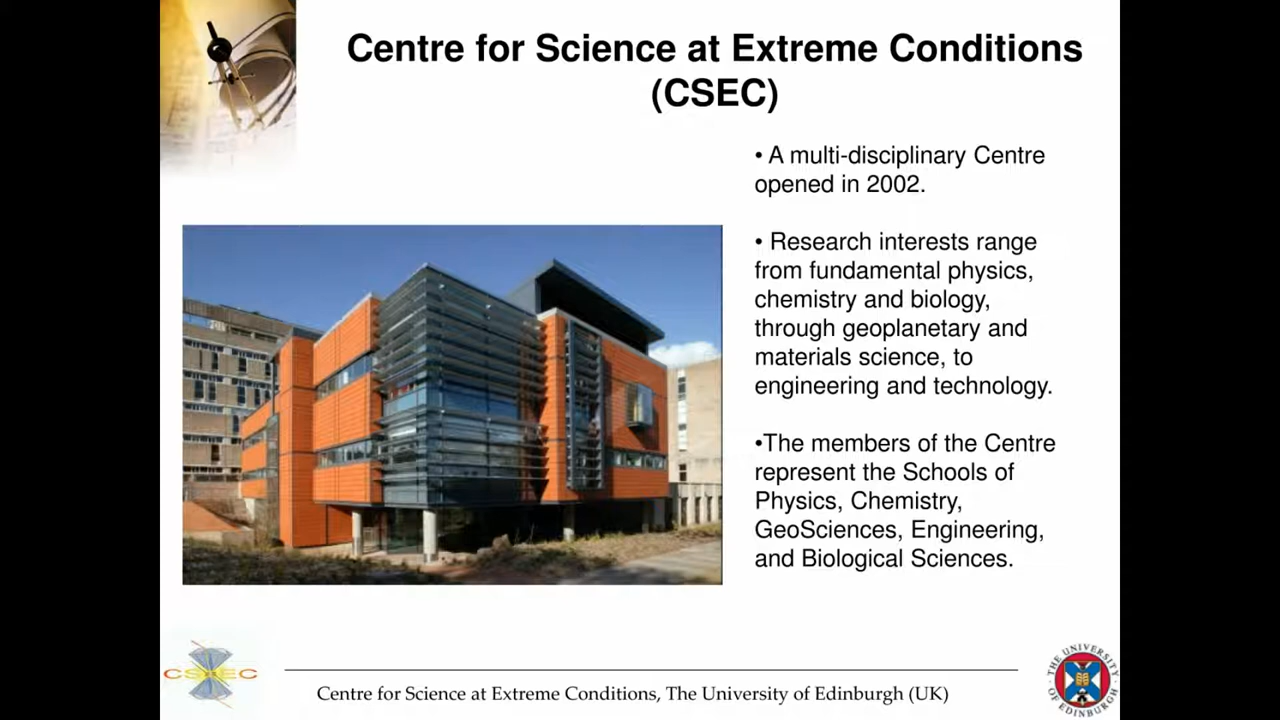 Centre for Science at Extreme Conditions
(CSEC)
• A multi-disciplinary Centre
opened in 2002.
• Research interests range
from fundamental physics,
chemistry and biology,
through geoplanetary and
materials science, to
engineering and technology.
•The members of the Centre
represent the Schools of
Physics, Chemistry,
GeoSciences, Engineering,
and Biological Sciences.
CSEC
Centre for Science at Extreme Conditions, The University of Edinburgh (UK)
THE UNIVERSITY
OF EDINBURGH